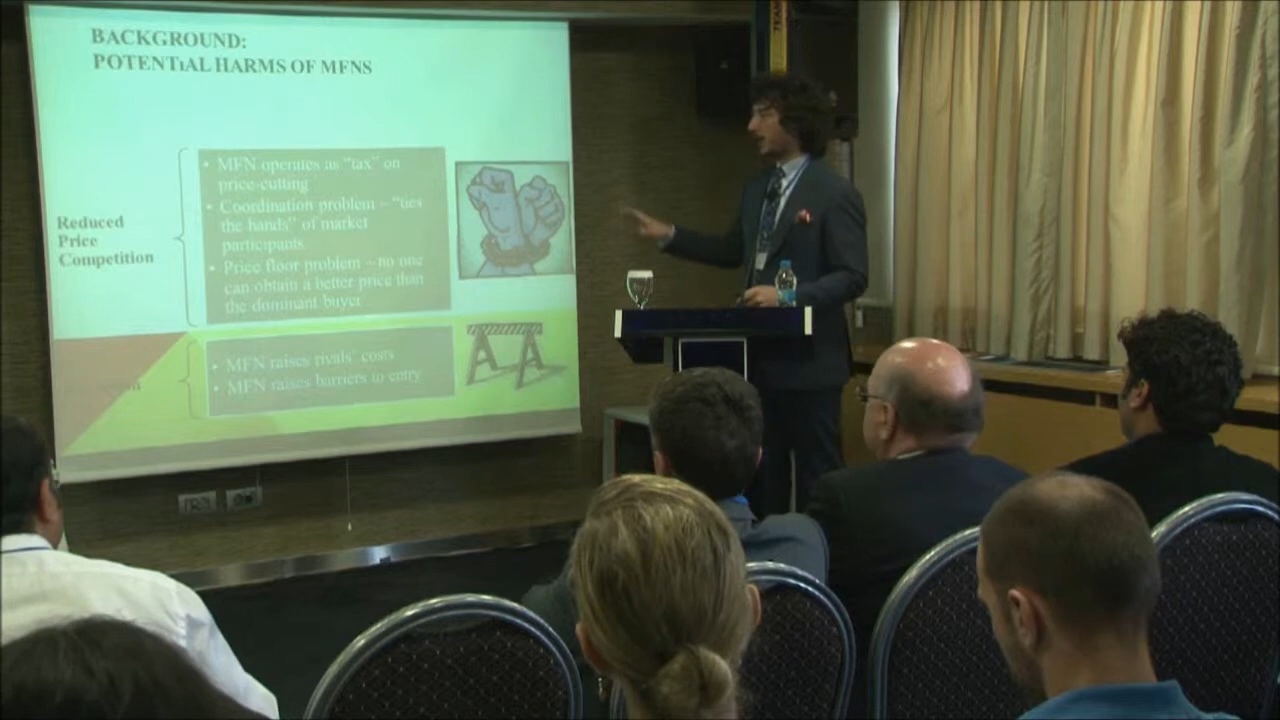 BACKGROUND:
POTENTıAL HARMS OF MFNS
• MFN operates as “tax” on
price-cutting
• Coordination problem – “ties
the hands” of market
participants
• Price floor problem – no one
can obtain a better price than
the dominant buyer
Reduced
Price
Competition
• MFN raises rivals’ costs
• MFN raises barriers to entry
TEAM